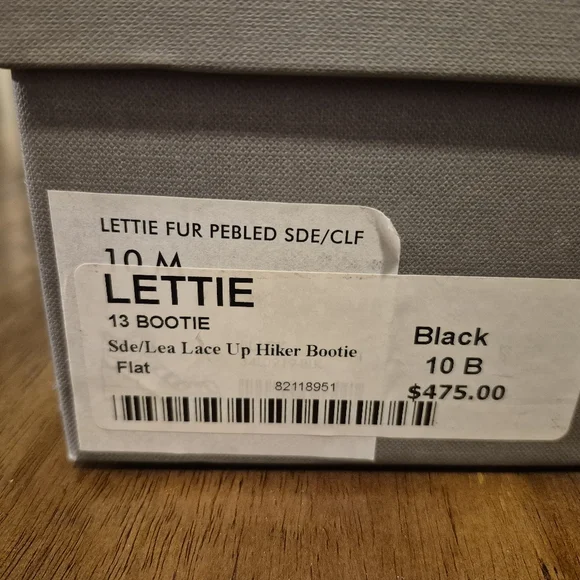 LETTIE FUR PEBLED SDE/CLF
10 M
LETTIE
13 BOOTIE
Sde/Lea Lace Up Hiker Bootie
Flat
82118951
Black
10 B
$475.00